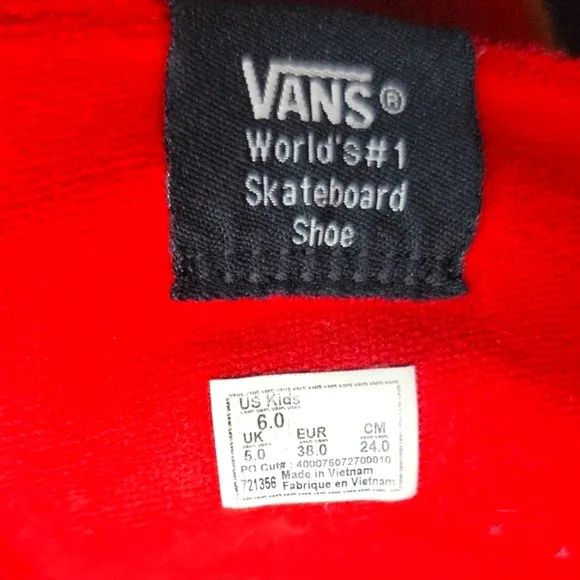 VANS®
World's#1
Skateboard
Shoe
US Kids
6.0
UK EUR CM
5.0 38.0 24.0
PO Cut# : 400075072700010
721356 Made in Vietnam
Fabrique en Vietnam